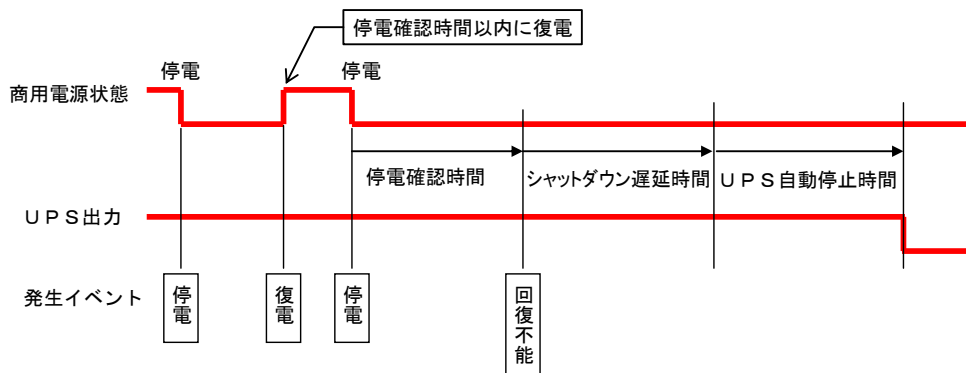 停電確認時間以内に復電
停電
停電
商用電源状態
停電確認時間
シャットダウン遅延時間
ＵＰＳ自動停止時間
ＵＰＳ出力
発生イベント
停電
復電
停電
回復不能